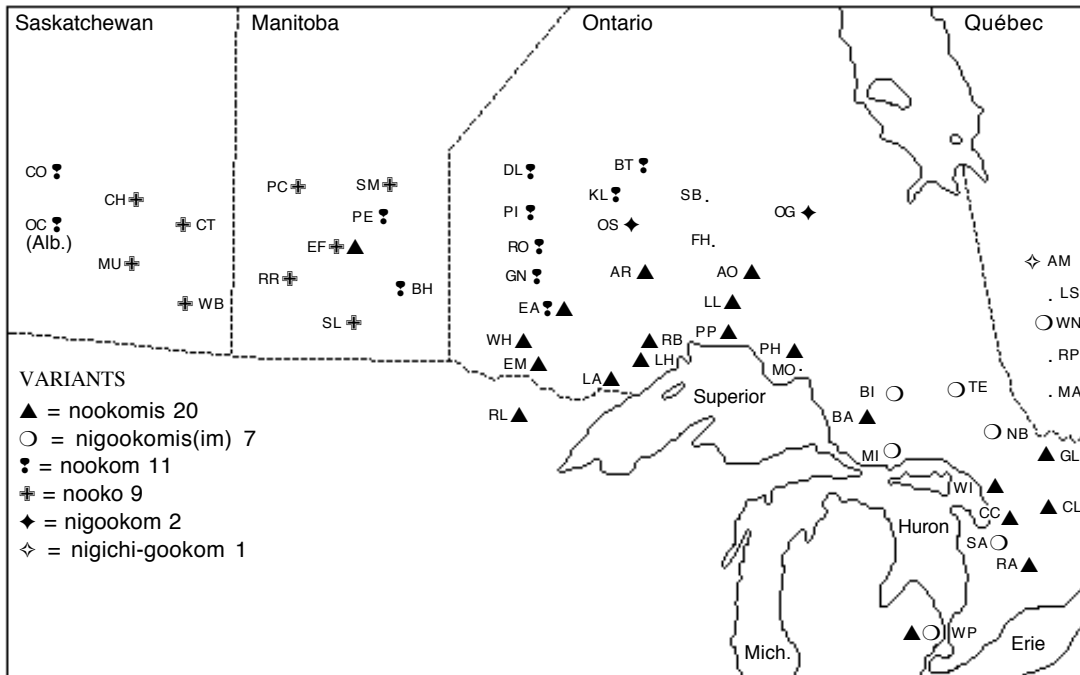 Saskatchewan Manitoba Ontario Québec
CO
CH
OC
(Alb.)
CT
MU
WB
PC
SM
PE
EF
RR
BH
SL
DL
BT
KL
SB
PI
OS
OG
RO
FH
GN
AR
AO
EA
LL
WH
RB
PP
EM
LH
PH
MO
LA
RL
Superior
BI
TE
BA
MI
NB
GL
WI
CC
CL
Huron
SA
RA
WP
Mich.
Erie
AM
LS
WN
RP
MA
VARIANTS
▲ = nookomis 20
❍ = nigookomis(im) 7
❢ = nookom 11
✙ = nooko 9
✦ = nigookom 2
✧ = nigichi-gookom 1